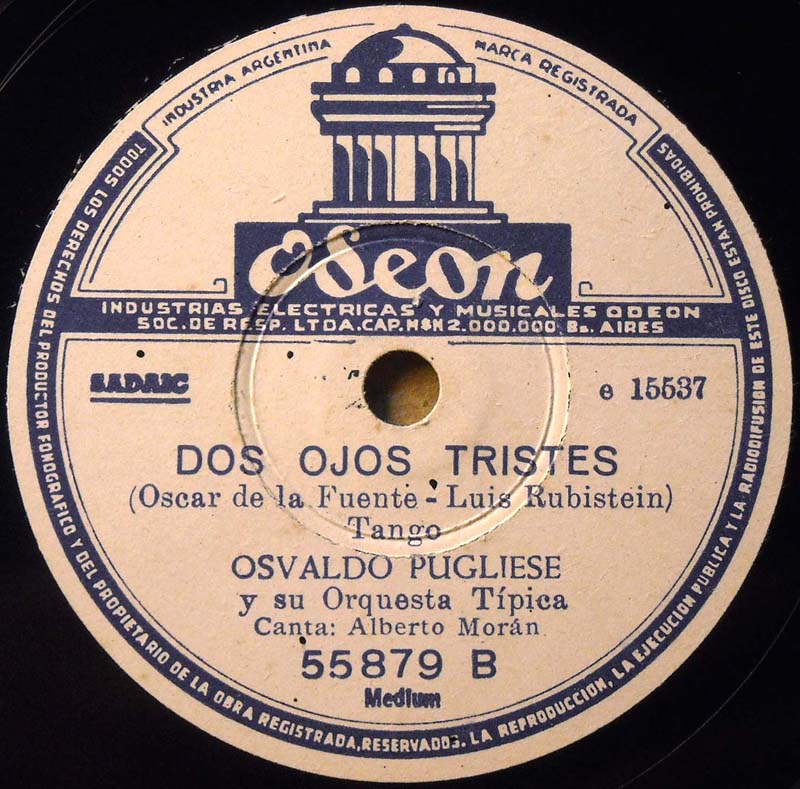 INDUSTRIA ARGENTINA
MARCA REGISTRADA
Odeon
INDUSTRIAS ELECTRICAS Y MUSICALES ODEON
SOC. DE RESP. LTDA. CAP. M$N 2.000.000 Bs. AIRES
SADAIC
e 15537
DOS OJOS TRISTES
(Oscar de la Fuente - Luis Rubistein)
Tango
OSVALDO PUGLIESE
y su Orquesta Típica
Canta: Alberto Morán
55879 B
Medium
TODOS LOS DERECHOS DEL PRODUCTOR FONOGRAFICO Y DEL PROPIETARIO DE LA OBRA REGISTRADA, RESERVADOS. LA REPRODUCCION, LA EJECUCION PUBLICA Y LA RADIODIFUSION DE ESTE DISCO ESTAN PROHIBIDAS